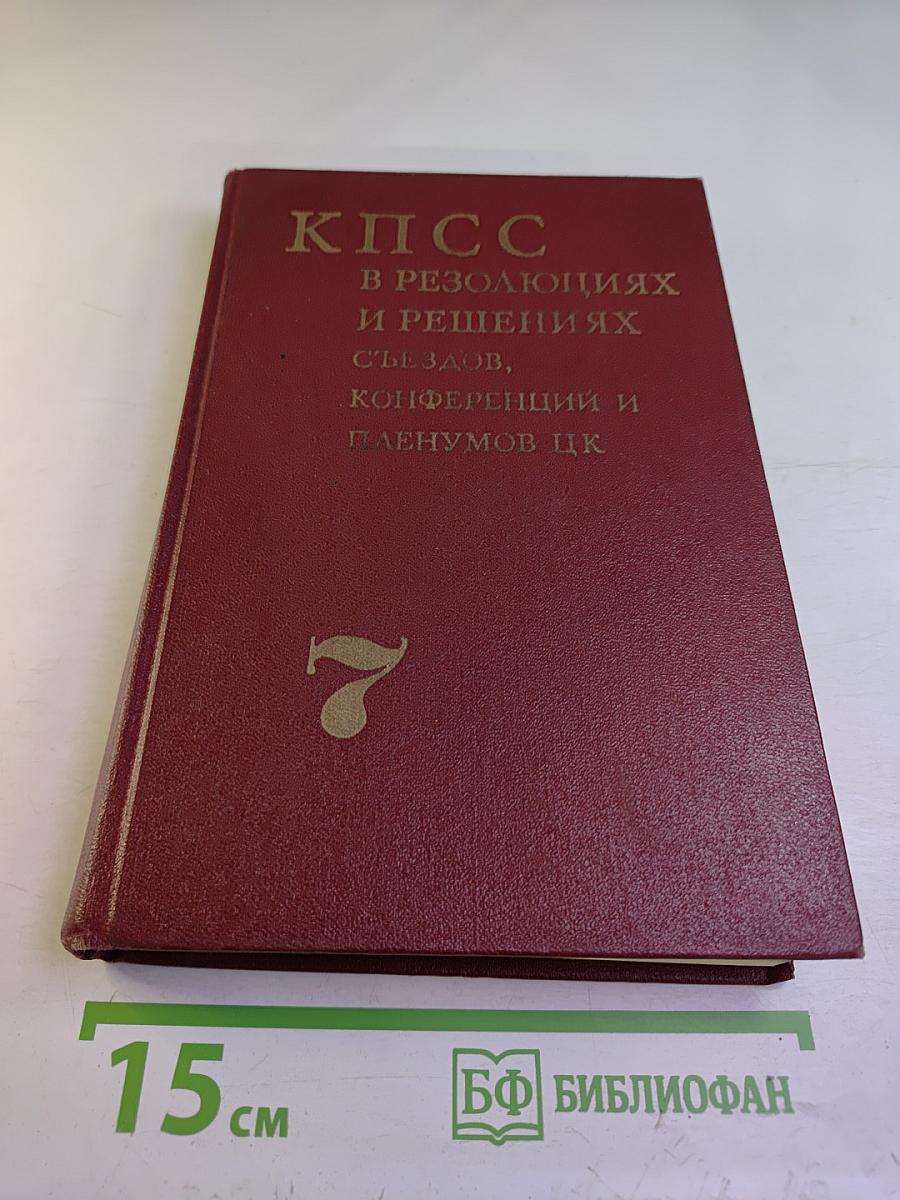 КПСС
В РЕЗОЛЮЦИЯХ
И РЕШЕНИЯХ
СЪЕЗДОВ,
КОНФЕРЕНЦИЙ И
ПЛЕНУМОВ ЦК
7
15 см
БФ БИБЛИОФАН